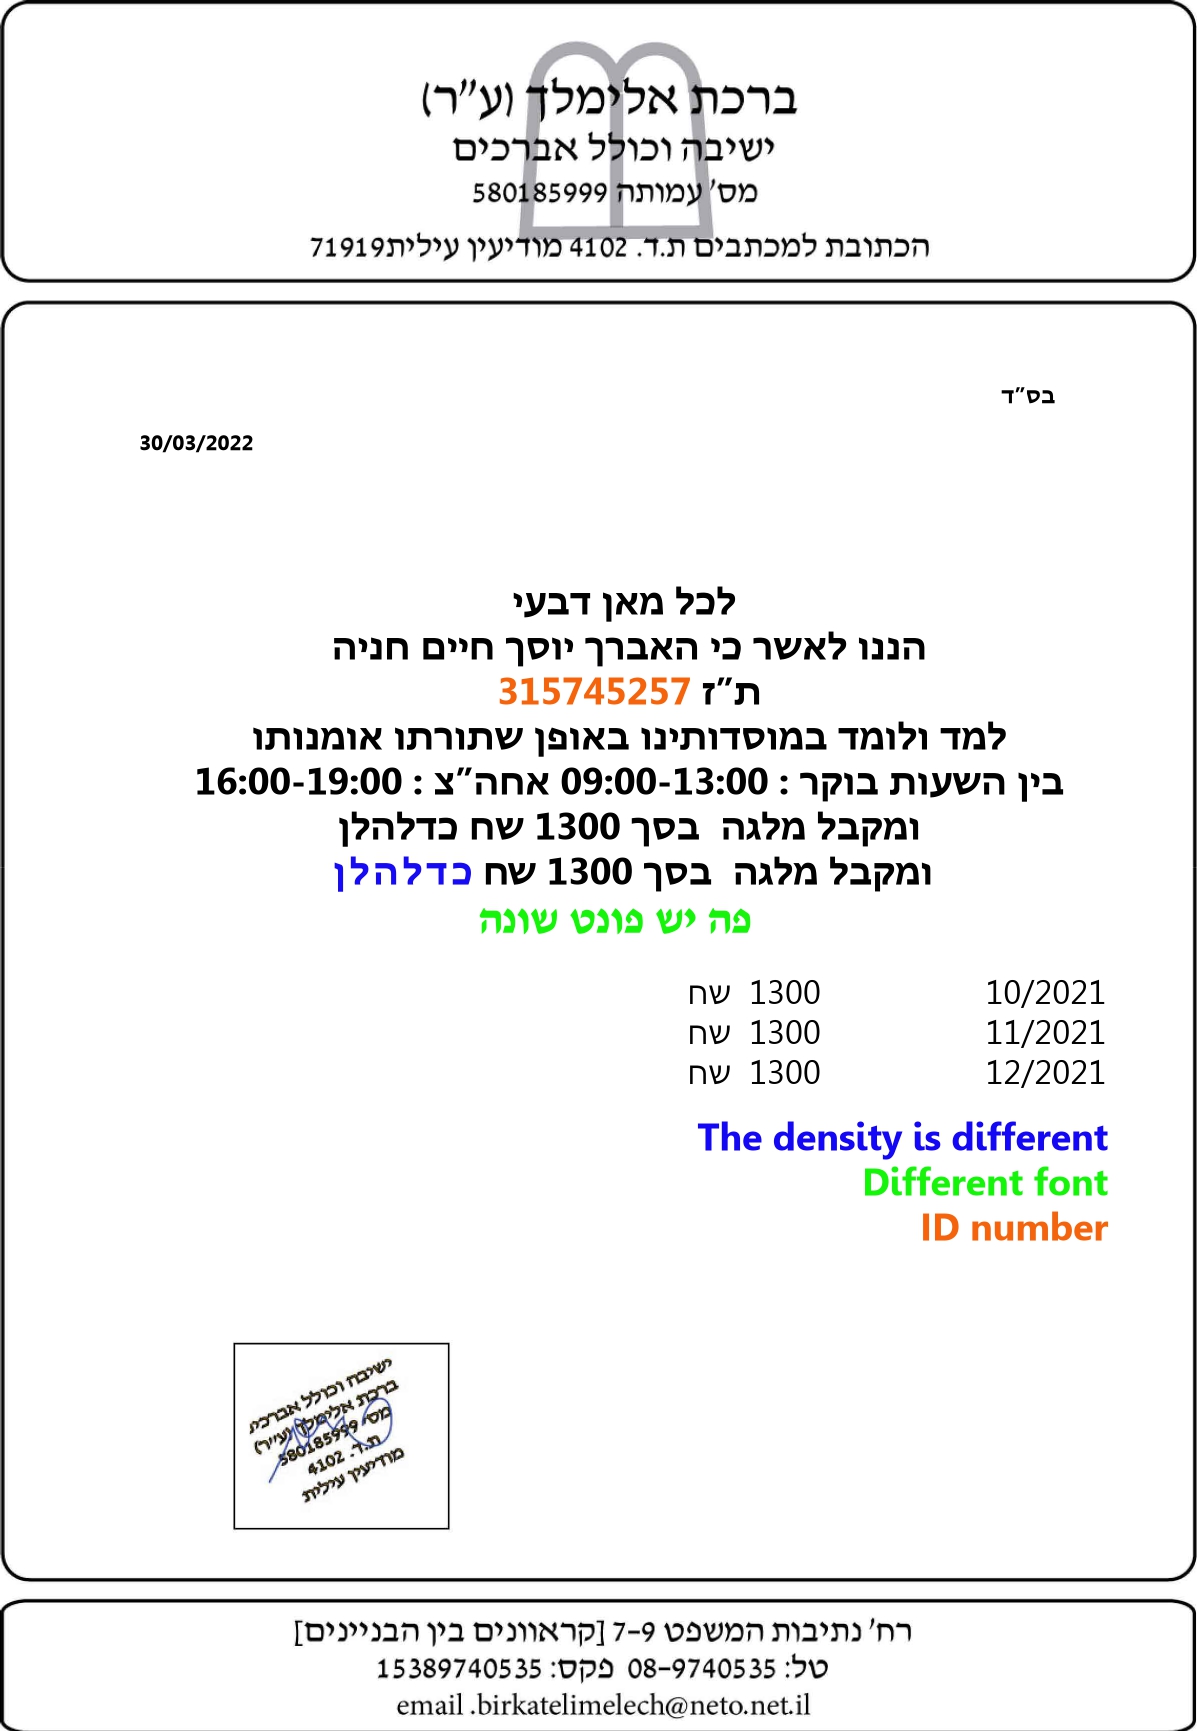 ברכת אלימלך (ע"ר)
ישיבה וכולל אברכים
מס' עמותה 580185999
הכתובת למכתבים ת.ד. 4102 מודיעין עילית71919
בס"ד
30/03/2022
לכל מאן דבעי
הננו לאשר כי האברך יוסך חיים חניה
ת"ז 315745257
למד ולומד במוסדותינו באופן שתורתו אומנותו
בין השעות בוקר : 09:00-13:00 אחה"צ : 16:00-19:00
ומקבל מלגה בסך 1300 שח כדלהלן
ומקבל מלגה בסך 1300 שח כדלהלן
פה יש פונט שונה
10/2021 1300 שח
11/2021 1300 שח
12/2021 1300 שח
The density is different
Different font
ID number
ישיבה וכולל אברכים
ברכת אלימלך (ע"ר)
מס' 580185999
ת.ד. 4102
מודיעין עילית
רח' נתיבות המשפט 7-9 [קראוונים בין הבניינים]
טל: 08-9740535 פקס: 15389740535
email .birkatelimelech@neto.net.il